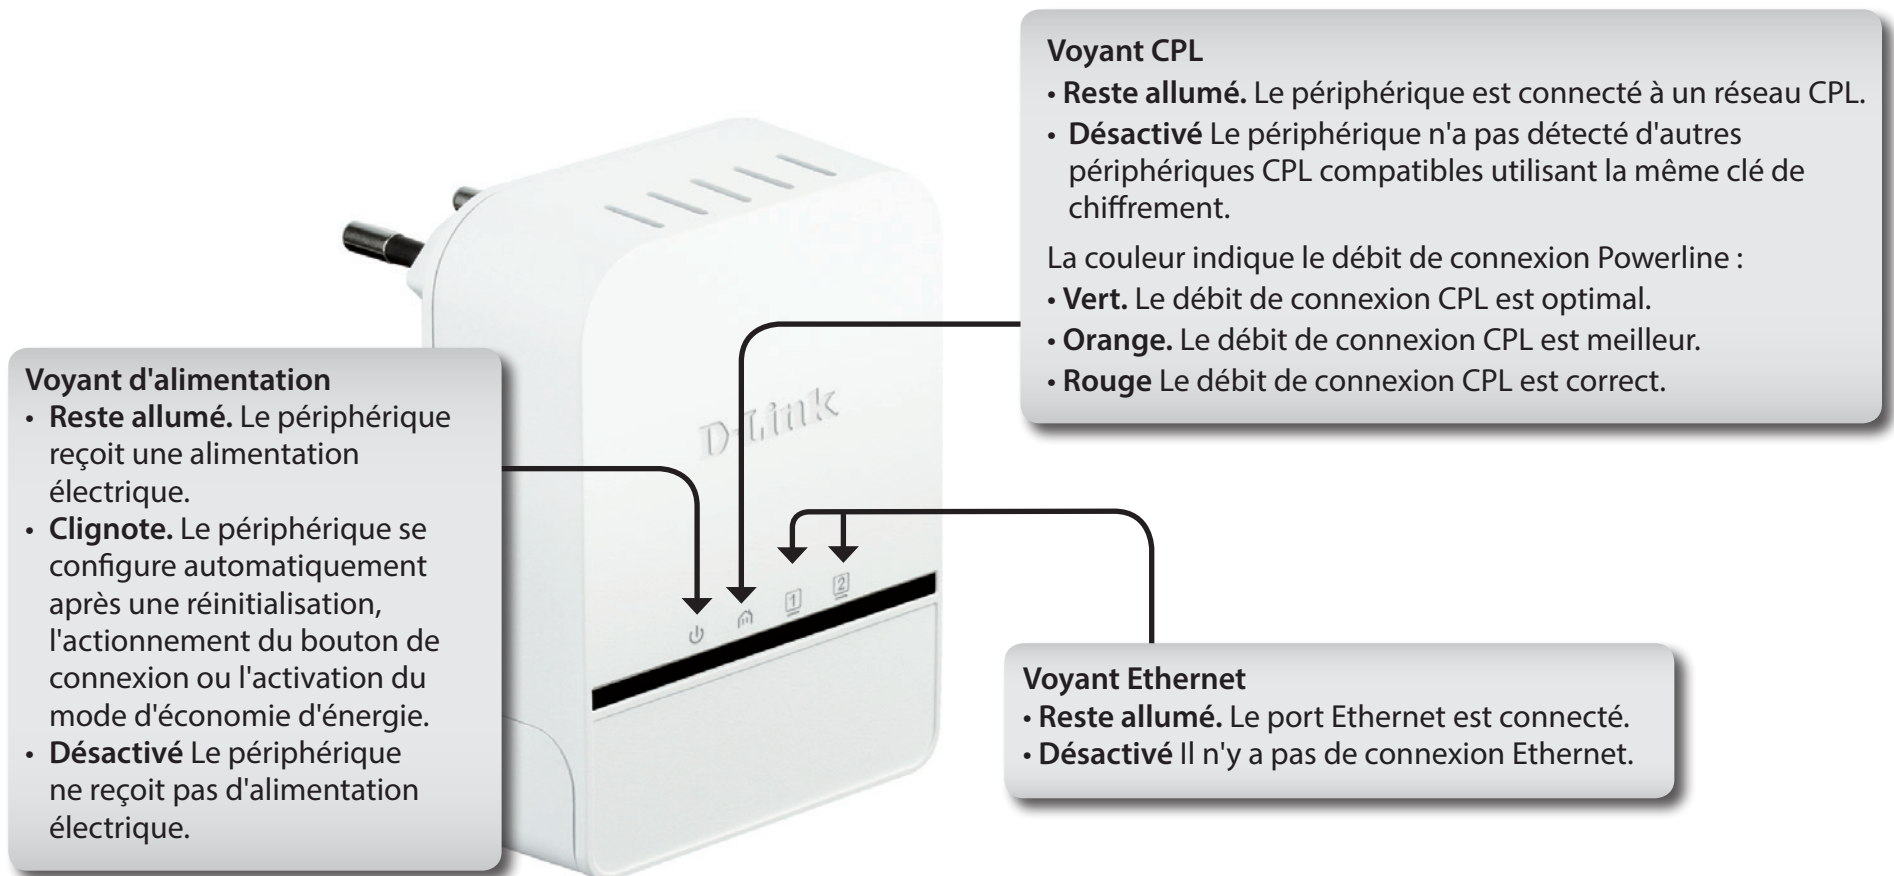 Voyant CPL
• Reste allumé. Le périphérique est connecté à un réseau CPL.
• Désactivé Le périphérique n'a pas détecté d'autres
périphériques CPL compatibles utilisant la même clé de
chiffrement.
La couleur indique le débit de connexion Powerline :
• Vert. Le débit de connexion CPL est optimal.
• Orange. Le débit de connexion CPL est meilleur.
• Rouge Le débit de connexion CPL est correct.
Voyant d'alimentation
• Reste allumé. Le périphérique
reçoit une alimentation
électrique.
• Clignote. Le périphérique se
configure automatiquement
après une réinitialisation,
l'actionnement du bouton de
connexion ou l'activation du
mode d'économie d'énergie.
• Désactivé Le périphérique
ne reçoit pas d'alimentation
électrique.
D-Link
1 2
Voyant Ethernet
• Reste allumé. Le port Ethernet est connecté.
• Désactivé Il n'y a pas de connexion Ethernet.